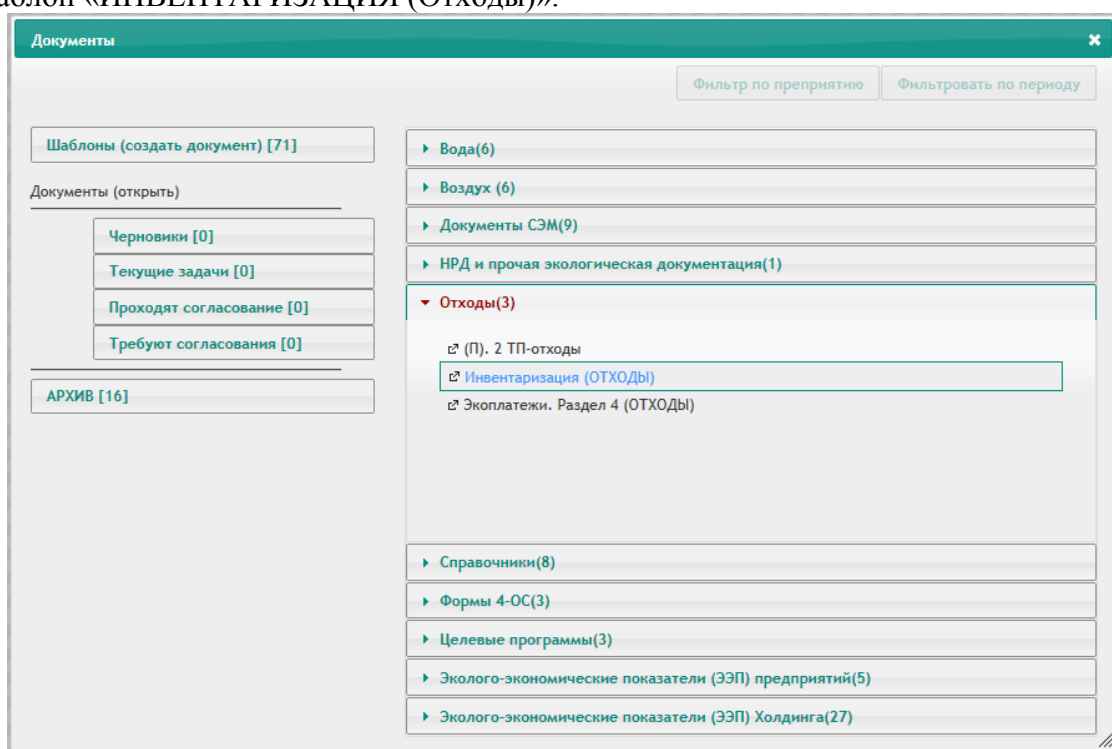 аблон «ИНВЕНТАРИЗАЦИЯ (Отходы)».
Документы
Фильтр по преприятию
Фильтровать по периоду
Шаблоны (создать документ) [71]
Документы (открыть)
Черновики [0]
Текущие задачи [0]
Проходят согласование [0]
Требуют согласования [0]
АРХИВ [16]
Вода(6)
Воздух (6)
Документы СЭМ(9)
НРД и прочая экологическая документация(1)
Отходы(3)
(П). 2 ТП-отходы
Инвентаризация (ОТХОДЫ)
Экоплатежи. Раздел 4 (ОТХОДЫ)
Справочники(8)
Формы 4-ОС(3)
Целевые программы(3)
Эколого-экономические показатели (ЭЭП) предприятий(5)
Эколого-экономические показатели (ЭЭП) Холдинга(27)